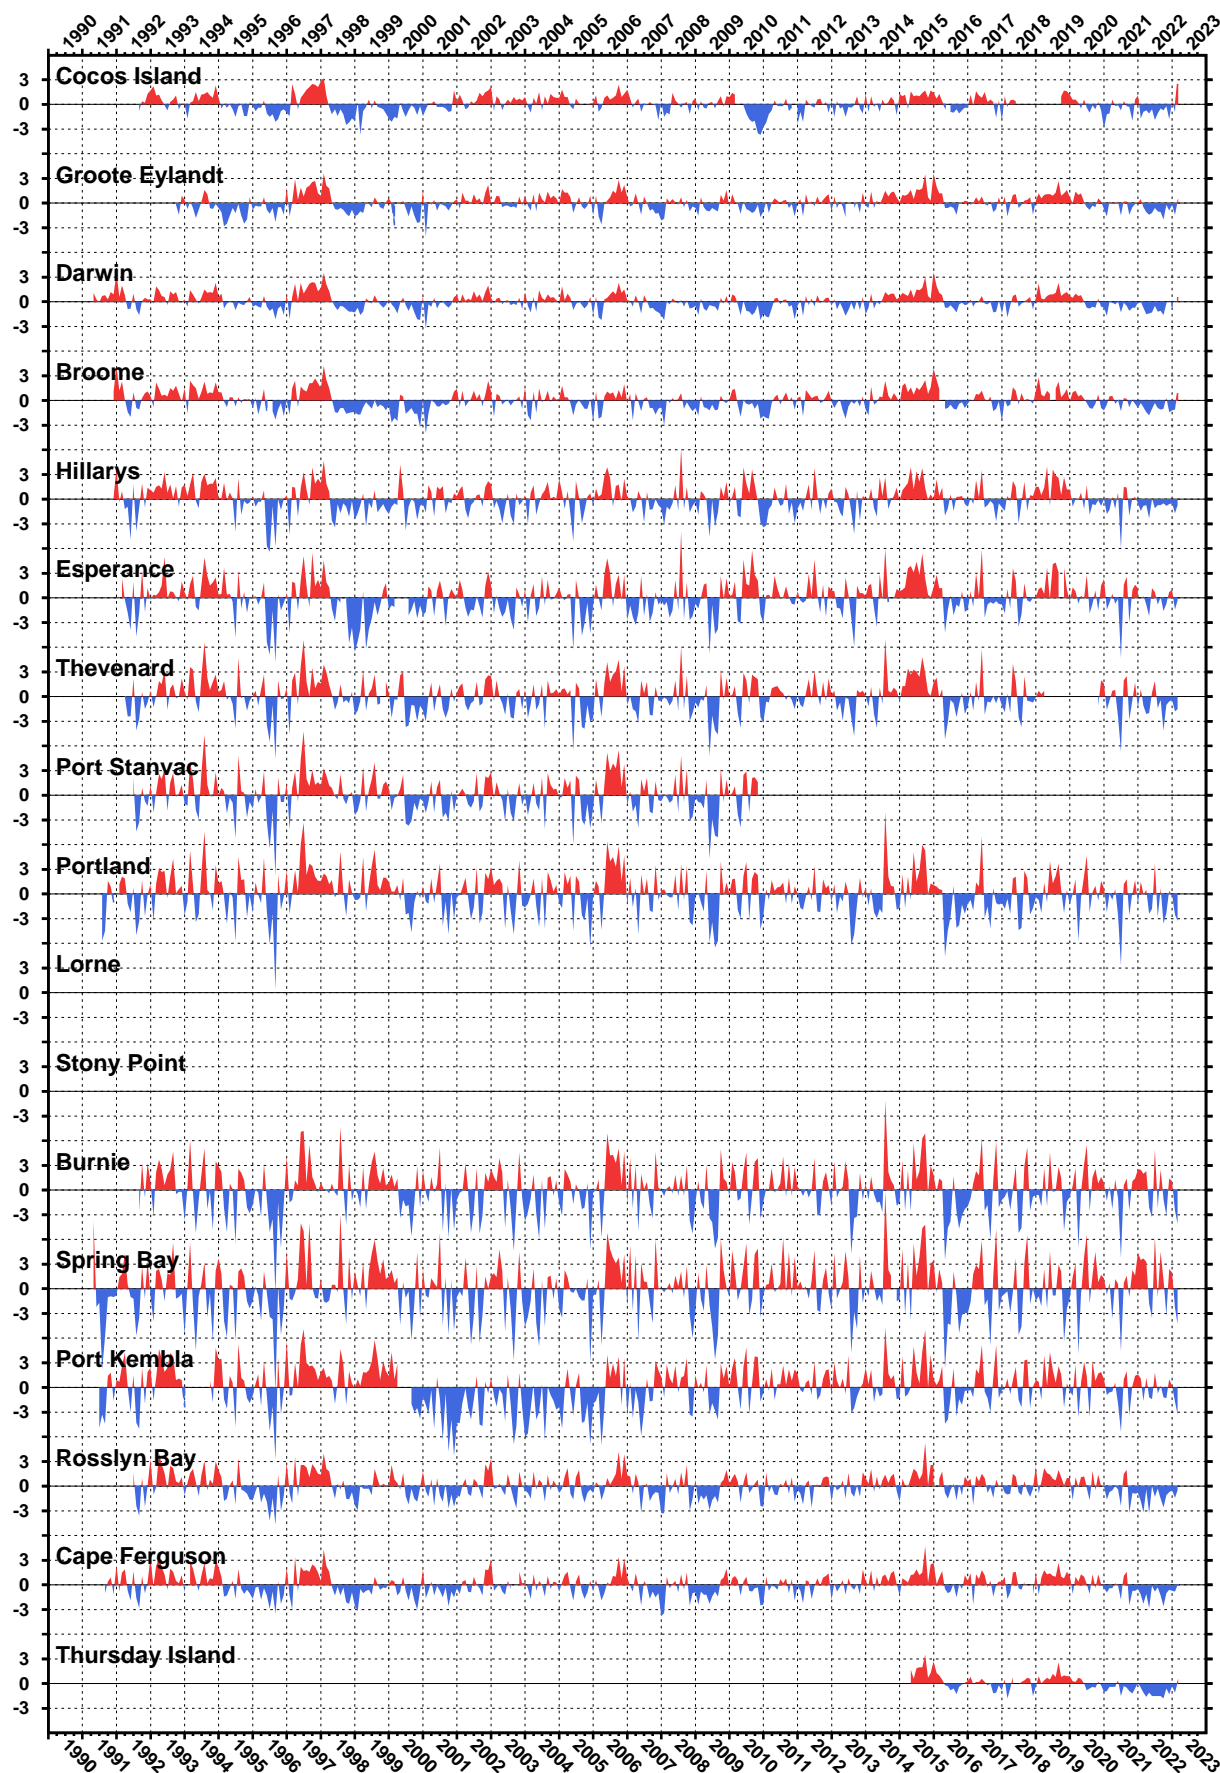 1990 1991 1992 1993 1994 1995 1996 1997 1998 1999 2000 2001 2002 2003 2004 2005 2006 2007 2008 2009 2010 2011 2012 2013 2014 2015 2016 2017 2018 2019 2020 2021 2022 2023
3 Cocos Island
0
-3
3 Groote Eylandt
0
-3
3 Darwin
0
-3
3 Broome
0
-3
3 Hillarys
0
-3
3 Esperance
0
-3
3 Thevenard
0
-3
3 Port Stanvac
0
-3
3 Portland
0
-3
3 Lorne
0
-3
3 Stony Point
0
-3
3 Burnie
0
-3
3 Spring Bay
0
-3
3 Port Kembla
0
-3
3 Rosslyn Bay
0
-3
3 Cape Ferguson
0
-3
3 Thursday Island
0
-3
1990 1991 1992 1993 1994 1995 1996 1997 1998 1999 2000 2001 2002 2003 2004 2005 2006 2007 2008 2009 2010 2011 2012 2013 2014 2015 2016 2017 2018 2019 2020 2021 2022 2023